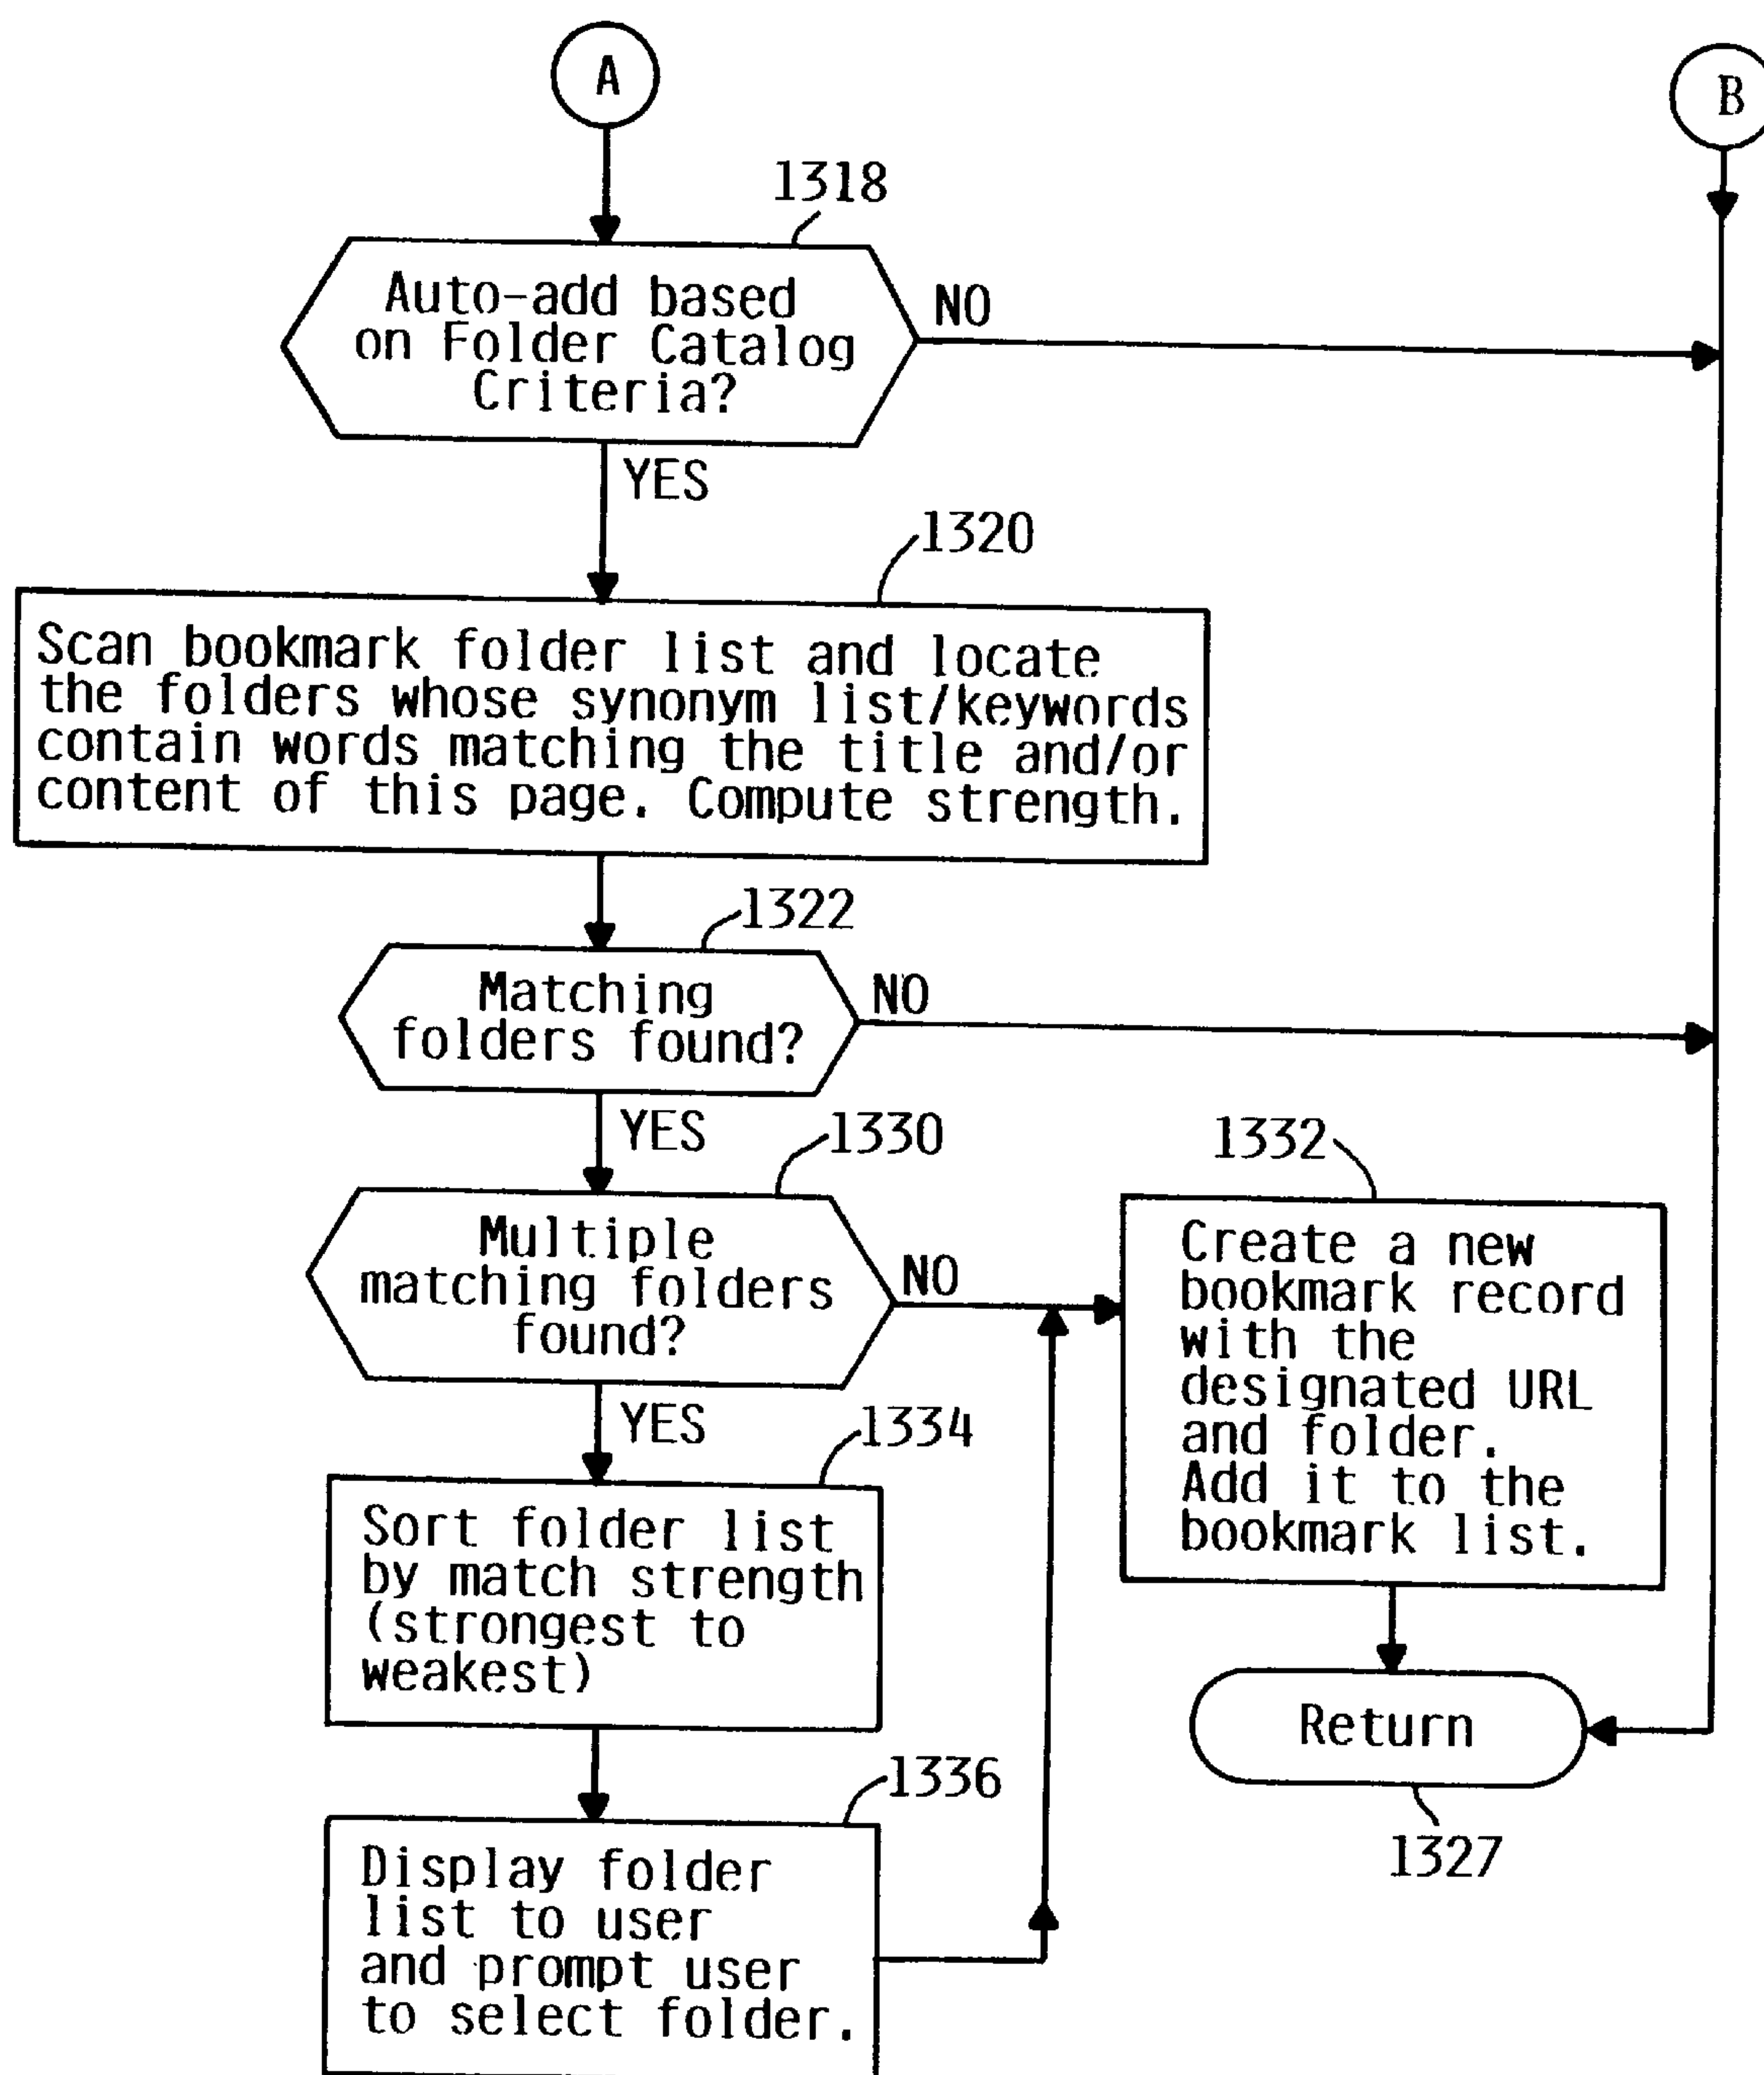 A
B
1318
Auto-add based
on Folder Catalog
Criteria?
NO
YES
1320
Scan bookmark folder list and locate
the folders whose synonym list/keywords
contain words matching the title and/or
content of this page. Compute strength.
1322
Matching
folders found?
NO
YES
1330
Multiple
matching folders
found?
NO
1332
Create a new
bookmark record
with the
designated URL
and folder.
Add it to the
bookmark list.
YES
1334
Sort folder list
by match strength
(strongest to
weakest)
Return
1327
1336
Display folder
list to user
and prompt user
to select folder.